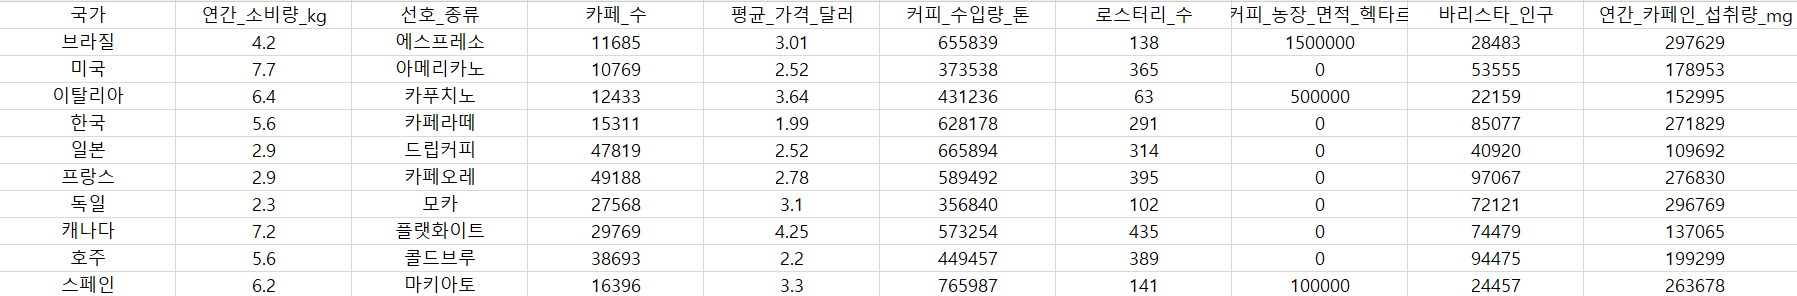 국가 연간_소비량_kg 선호_종류 카페_수 평균_가격_달러 커피_수입량_톤 로스터리_수 커피_농장_면적_헥타르 바리스타_인구 연간_카페인_섭취량_mg
브라질 4.2 에스프레소 11685 3.01 655839 138 1500000 28483 297629
미국 7.7 아메리카노 10769 2.52 373538 365 0 53555 178953
이탈리아 6.4 카푸치노 12433 3.64 431236 63 500000 22159 152995
한국 5.6 카페라떼 15311 1.99 628178 291 0 85077 271829
일본 2.9 드립커피 47819 2.52 665894 314 0 40920 109692
프랑스 2.9 카페오레 49188 2.78 589492 395 0 97067 276830
독일 2.3 모카 27568 3.1 356840 102 0 72121 296769
캐나다 7.2 플랫화이트 29769 4.25 573254 435 0 74479 137065
호주 5.6 콜드브루 38693 2.2 449457 389 0 94475 199299
스페인 6.2 마키아토 16396 3.3 765987 141 100000 24457 263678